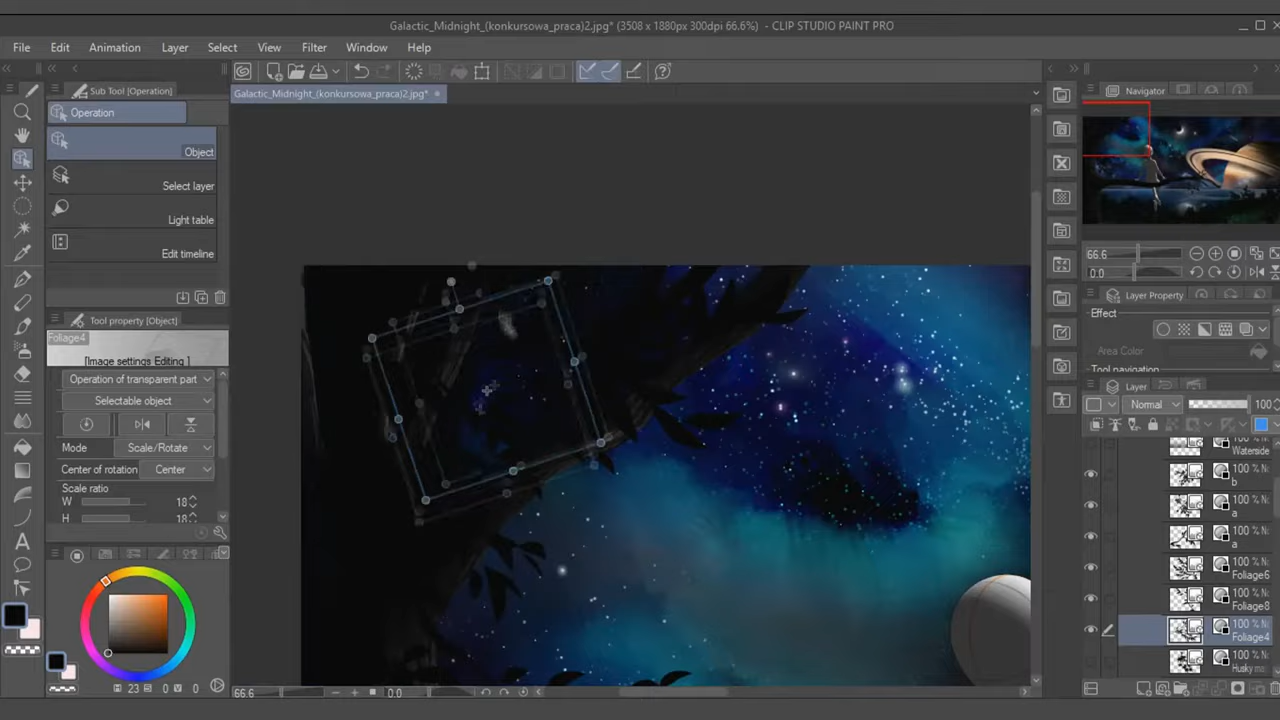 Galactic_Midnight_(konkursowa_praca)2.jpg* (3508 x 1880px 300dpi 66.6%) - CLIP STUDIO PAINT PRO
File Edit Animation Layer Select View Filter Window Help
Sub Tool [Operation]
Operation
Object
Select layer
Light table
Edit timeline
Tool property [Object]
Foliage4
[Image settings Editing ]
Operation of transparent part
Selectable object
Mode Scale/Rotate
Center of rotation Center
Scale ratio
W 18
H 18
23 0 0
Galactic_Midnight_(konkursowa_praca)2.jpg*
66.6 0.0
Navigator
66.6
0.0
Layer Property
Effect
Area Color
Tool navigation
Layer
Normal 100
Waterside
100 %
b
100 %
a
100 %
a
100 %
Foliage6
100 %
Foliage8
100 %
Foliage4
100 %